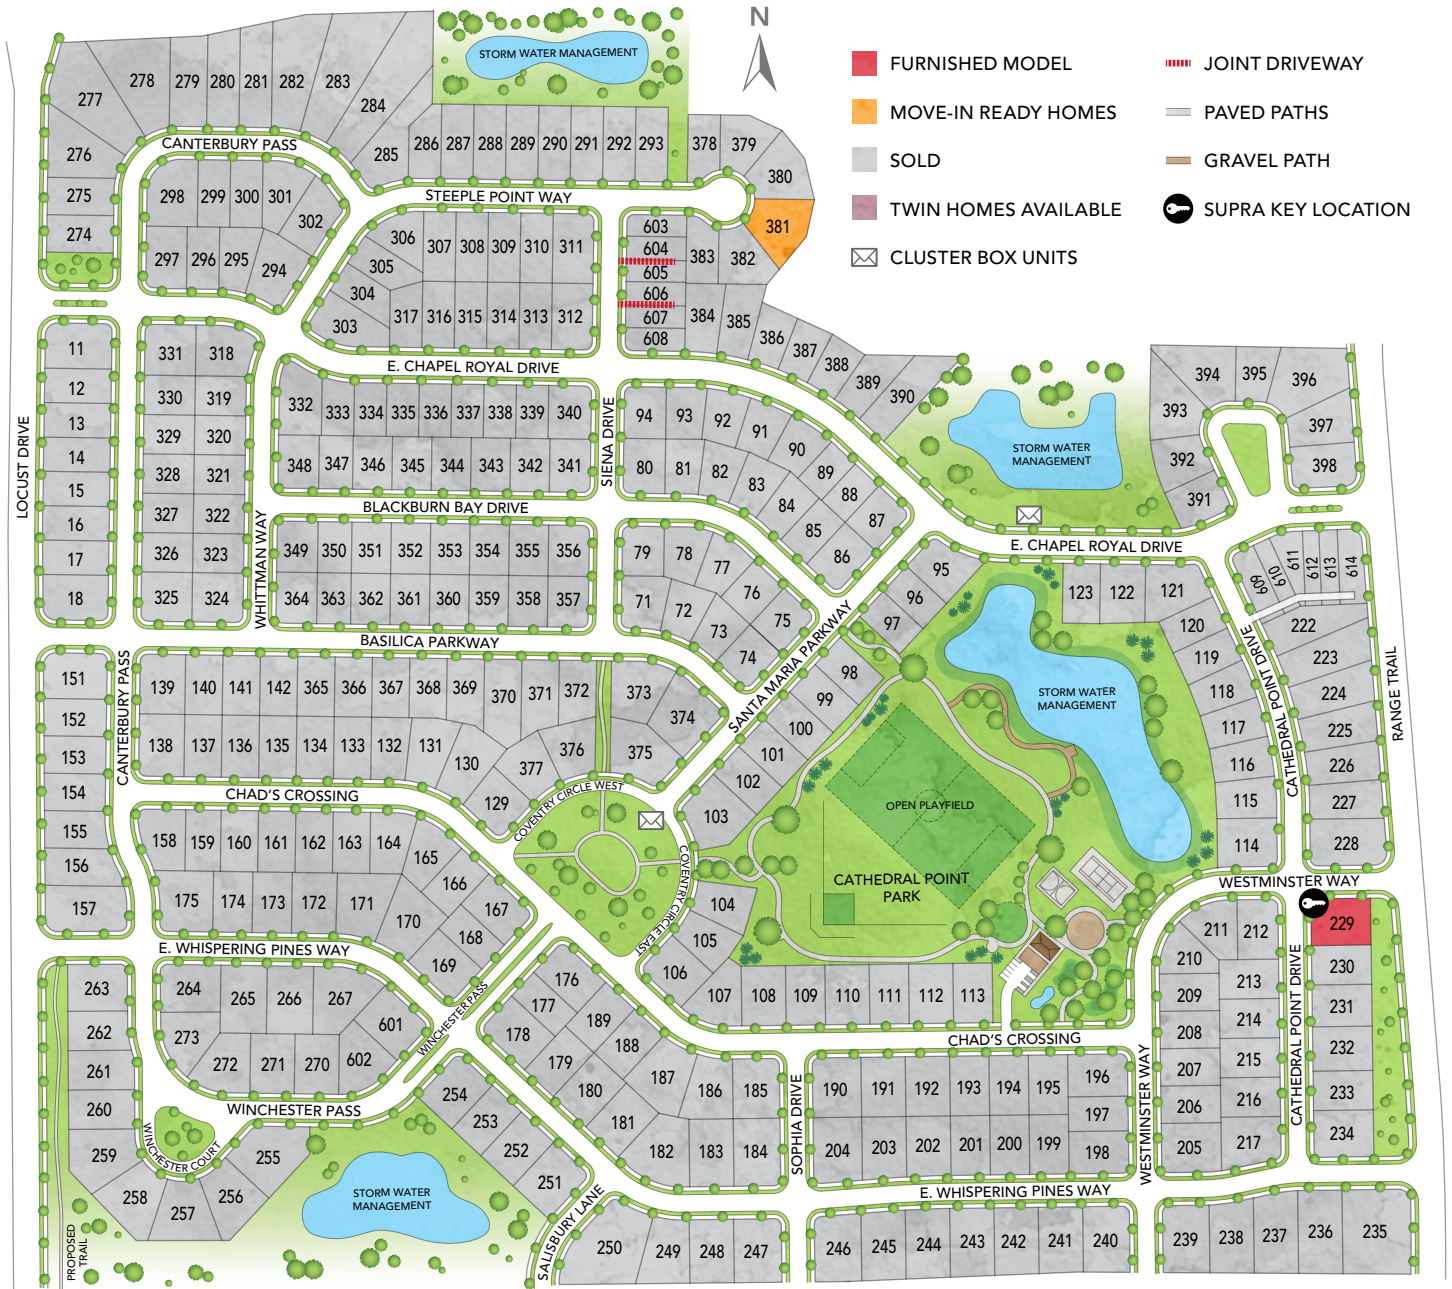 N
FURNISHED MODEL
MOVE-IN READY HOMES
SOLD
TWIN HOMES AVAILABLE
CLUSTER BOX UNITS
JOINT DRIVEWAY
PAVED PATHS
GRAVEL PATH
SUPRA KEY LOCATION
STORM WATER MANAGEMENT
277 278 279 280 281 282 283 284
276 285 286 287 288 289 290 291 292 293 378 379
CANTERBURY PASS
275 298 299 300 301 302 380
STEEPLE POINT WAY
274 297 296 295 294
306 307 308 309 310 311 603 381
305 604 383 382
605
304 606
303 317 316 315 314 313 312 607 384 385
608 386 387 388 389 390
11 331 318
E. CHAPEL ROYAL DRIVE
12 330 319 332 333 334 335 336 337 338 339 340 94 93 92 91 90
13 329 320
LOCUST DRIVE
SIENA DRIVE
14 328 321 348 347 346 345 344 343 342 341 80 81 82 83 84 85 86 89 88 87
15
BLACKBURN BAY DRIVE
16 327 322
17 326 323 349 350 351 352 353 354 355 356 79 78 77 76 75
18 325 324 364 363 362 361 360 359 358 357 71 72 73 74
WHITTMAN WAY
BASILICA PARKWAY
STORM WATER
MANAGEMENT
394 395 396
393 397
392 398
391
E. CHAPEL ROYAL DRIVE
95 96 97 98 99 100 101 102 103
123 122 121 120 119 118 117 116 115 114
609 610 611 612 613 614
222 223 224 225 226 227 228
SANTA MARIA PARKWAY
CATHEDRAL POINT DRIVE
RANGE TRAIL
STORM WATER
MANAGEMENT
OPEN PLAYFIELD
CATHEDRAL POINT
PARK
CANTERBURY PASS
151 139 140 141 142 365 366 367 368 369 370 371 372 373 374
152 138 137 136 135 134 133 132 131 130 129 377 376 375
153
154
CHAD'S CROSSING
COVENTRY CIRCLE WEST
COVENTRY CIRCLE EAST
155 158 159 160 161 162 163 164 165 166 167
156 175 174 173 172 171 170 169 168
157
E. WHISPERING PINES WAY
104 105 106
107 108 109 110 111 112 113
WESTMINSTER WAY
211 212 229
210 213 230
209 214 231
208 215 232
207 216 233
206 217 234
205
CATHEDRAL POINT DRIVE
WESTMINSTER WAY
263 264 265 266 267 601
262 273 272 271 270 602
261
260
259
WINCHESTER PASS
WINCHESTER PASS
WINCHESTER COURT
258 257 256 255
176 177 178 179 180 181
189 188 187 186 185
182 183 184
254 253 252 251
CHAD'S CROSSING
SOPHIA DRIVE
190 191 192 193 194 195 196
197
204 203 202 201 200 199 198
E. WHISPERING PINES WAY
STORM WATER
MANAGEMENT
PROPOSED
TRAIL
SALISBURY LANE
250 249 248 247 246 245 244 243 242 241 240 239 238 237 236 235